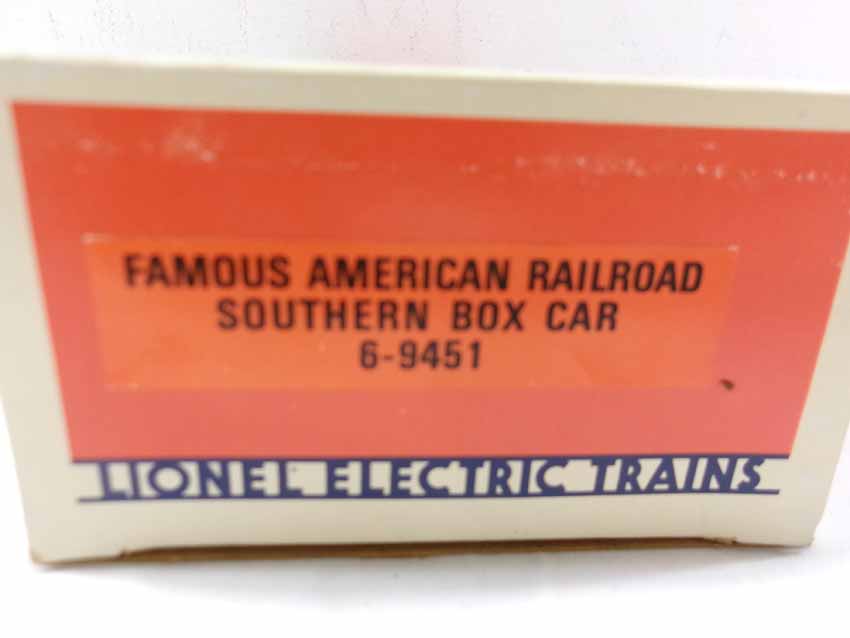 FAMOUS AMERICAN RAILROAD
SOUTHERN BOX CAR
6-9451
LIONEL ELECTRIC TRAINS